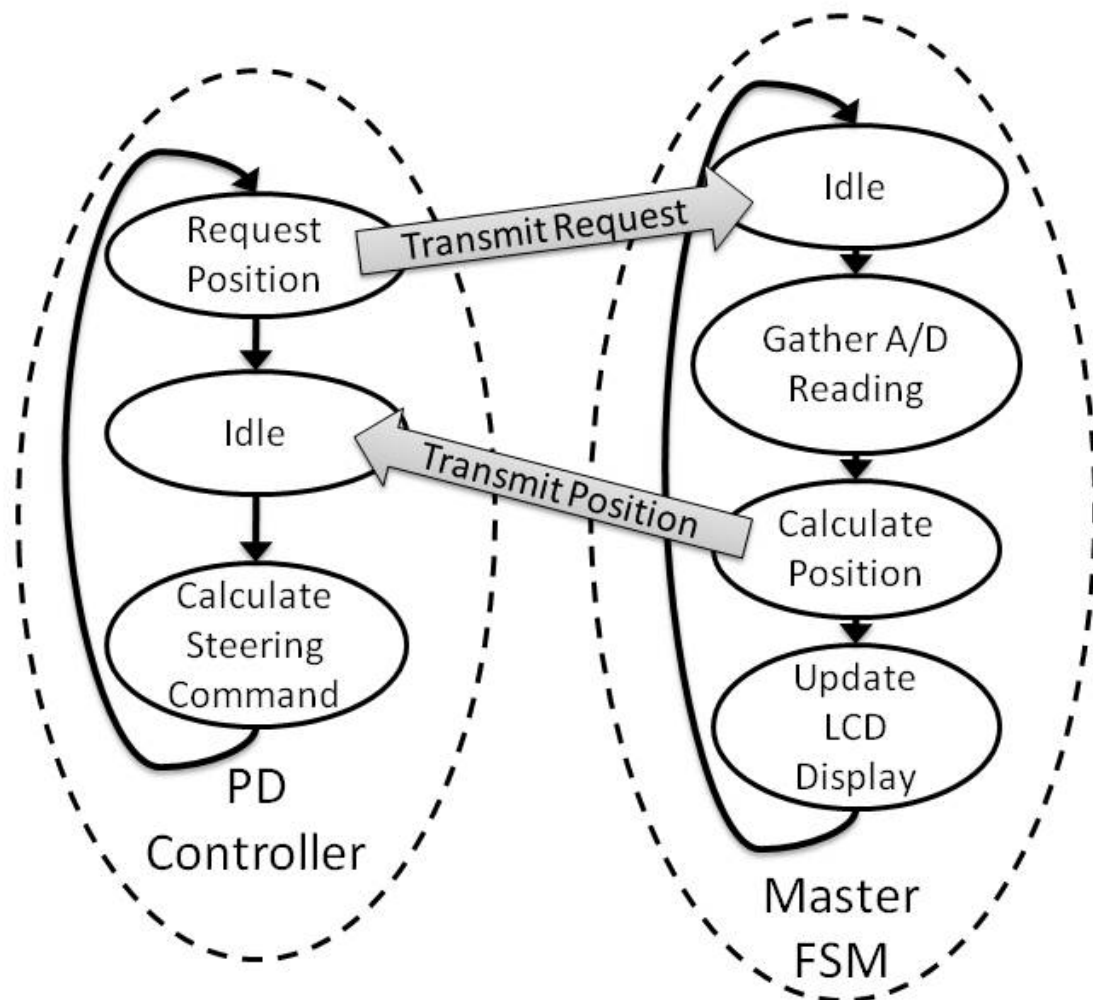 Request
Position
Idle
Calculate
Steering
Command
PD
Controller
Transmit Request
Transmit Position
Idle
Gather A/D
Reading
Calculate
Position
Update
LCD
Display
Master
FSM